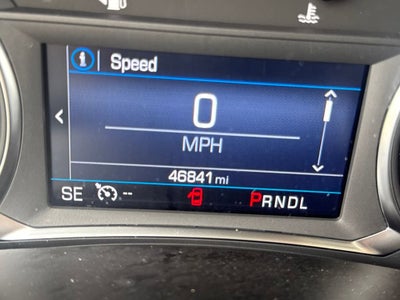 i Speed
0
MPH
46841 mi
SE -- PRNDL